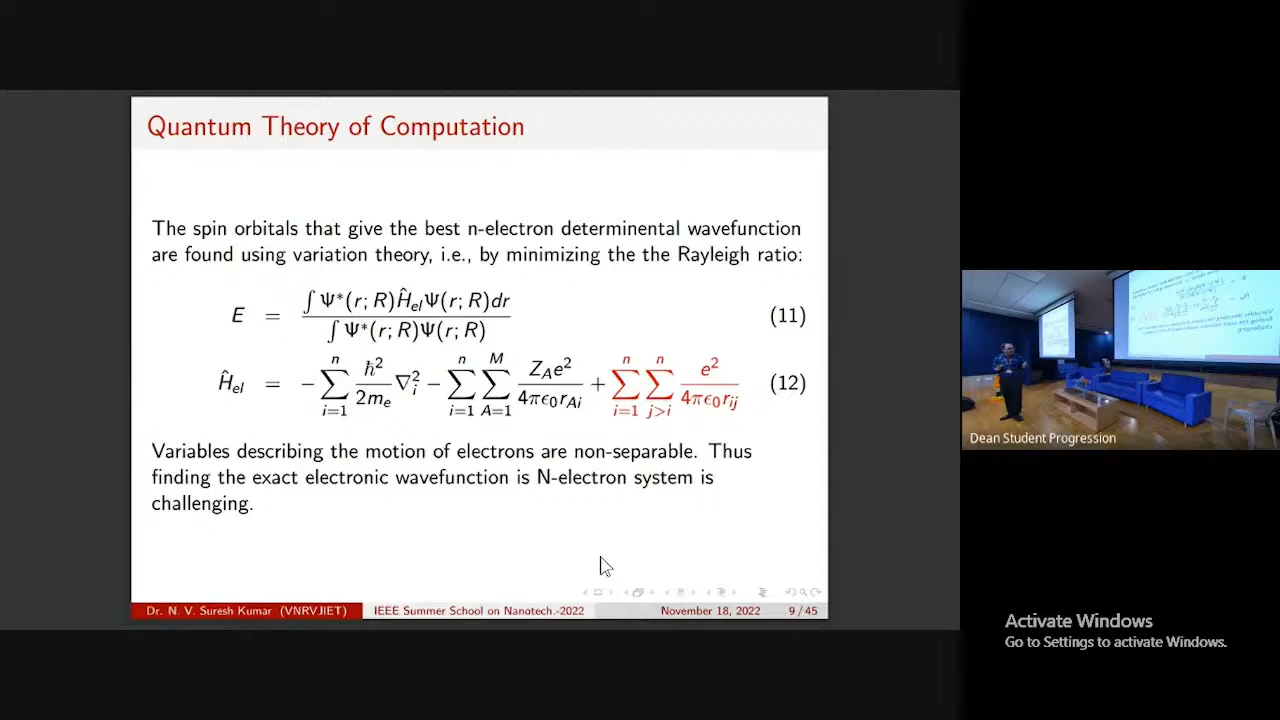 Quantum Theory of Computation
The spin orbitals that give the best n-electron determinental wavefunction
are found using variation theory, i.e., by minimizing the the Rayleigh ratio:
E = ∫ Ψ*(r; R)Ĥ_el Ψ(r; R)dr / ∫ Ψ*(r; R)Ψ(r; R) (11)
Ĥ_el = −∑_{i=1}^{n} ℏ²/2m_e ∇_i² − ∑_{i=1}^{n} ∑_{A=1}^{M} Z_A e²/4πϵ₀r_{Ai} + ∑_{i=1}^{n} ∑_{j>i}^{n} e²/4πϵ₀r_{ij} (12)
Variables describing the motion of electrons are non-separable. Thus
finding the exact electronic wavefunction is N-electron system is
challenging.
Dr. N. V. Suresh Kumar (VNRVJIET) IEEE Summer School on Nanotech.-2022 November 18, 2022 9 / 45
Dean Student Progression
Activate Windows
Go to Settings to activate Windows.